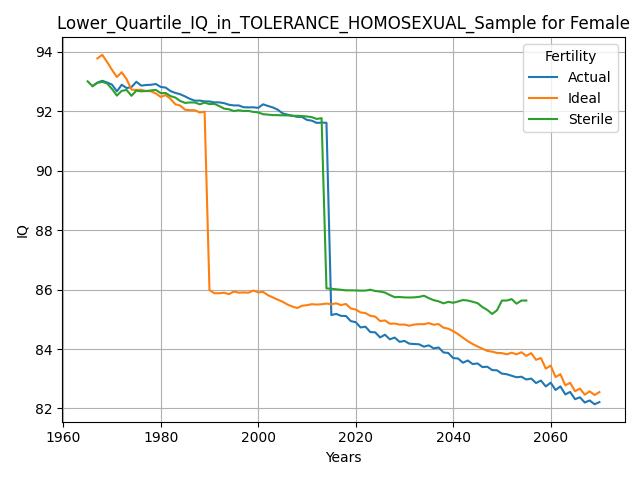 Lower_Quartile_IQ_in_TOLERANCE_HOMOSEXUAL_Sample for Female
Fertility
Actual
Ideal
Sterile
94
92
90
88
86
84
82
IQ
1960
1980
2000
2020
2040
2060
Years